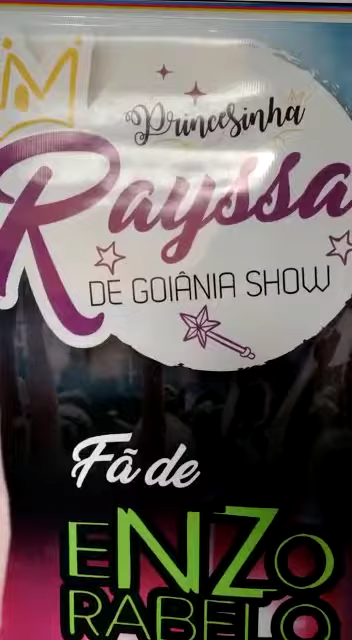 Princesinha
Rayssa
DE GOIÂNIA SHOW
Fã de
ENZO
RABELO